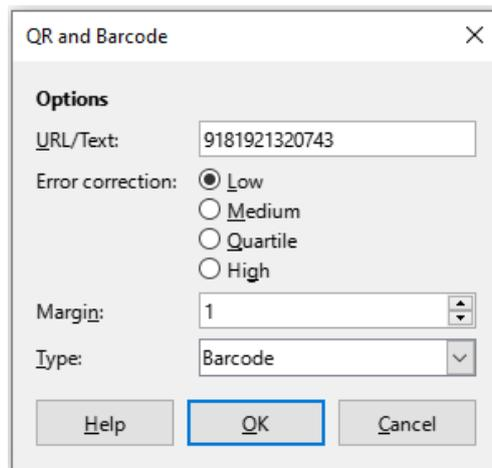 QR and Barcode
Options
URL/Text: 9181921320743
Error correction: Low
Medium
Quartile
High
Margin: 1
Type: Barcode
Help OK Cancel